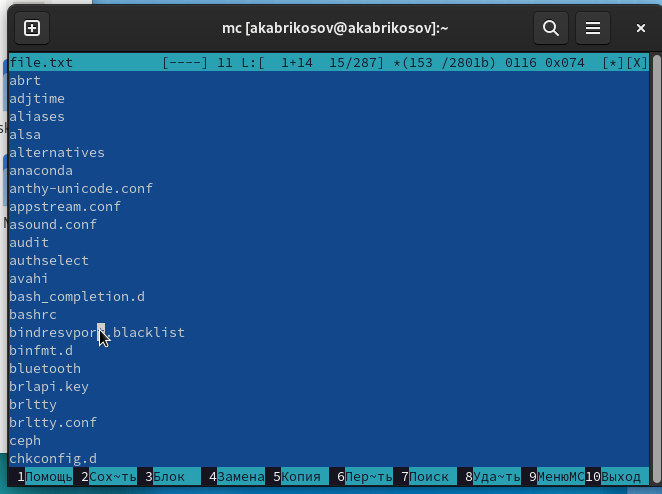 mc [akabrikosov@akabrikosov]:~
file.txt [----] 11 L:[ 1+14 15/287] *(153 /2801b) 0116 0x074 [*][X]
abrt
adjtime
aliases
alsa
alternatives
anaconda
anthy-unicode.conf
appstream.conf
asound.conf
audit
authselect
avahi
bash_completion.d
bashrc
bindresvport.blacklist
binfmt.d
bluetooth
brlapi.key
brltty
brltty.conf
ceph
chkconfig.d
1Помощь 2Сох~ть 3Блок 4Замена 5Копия 6Пер~ть 7Поиск 8Уда~ть 9МенюMC 10Выход